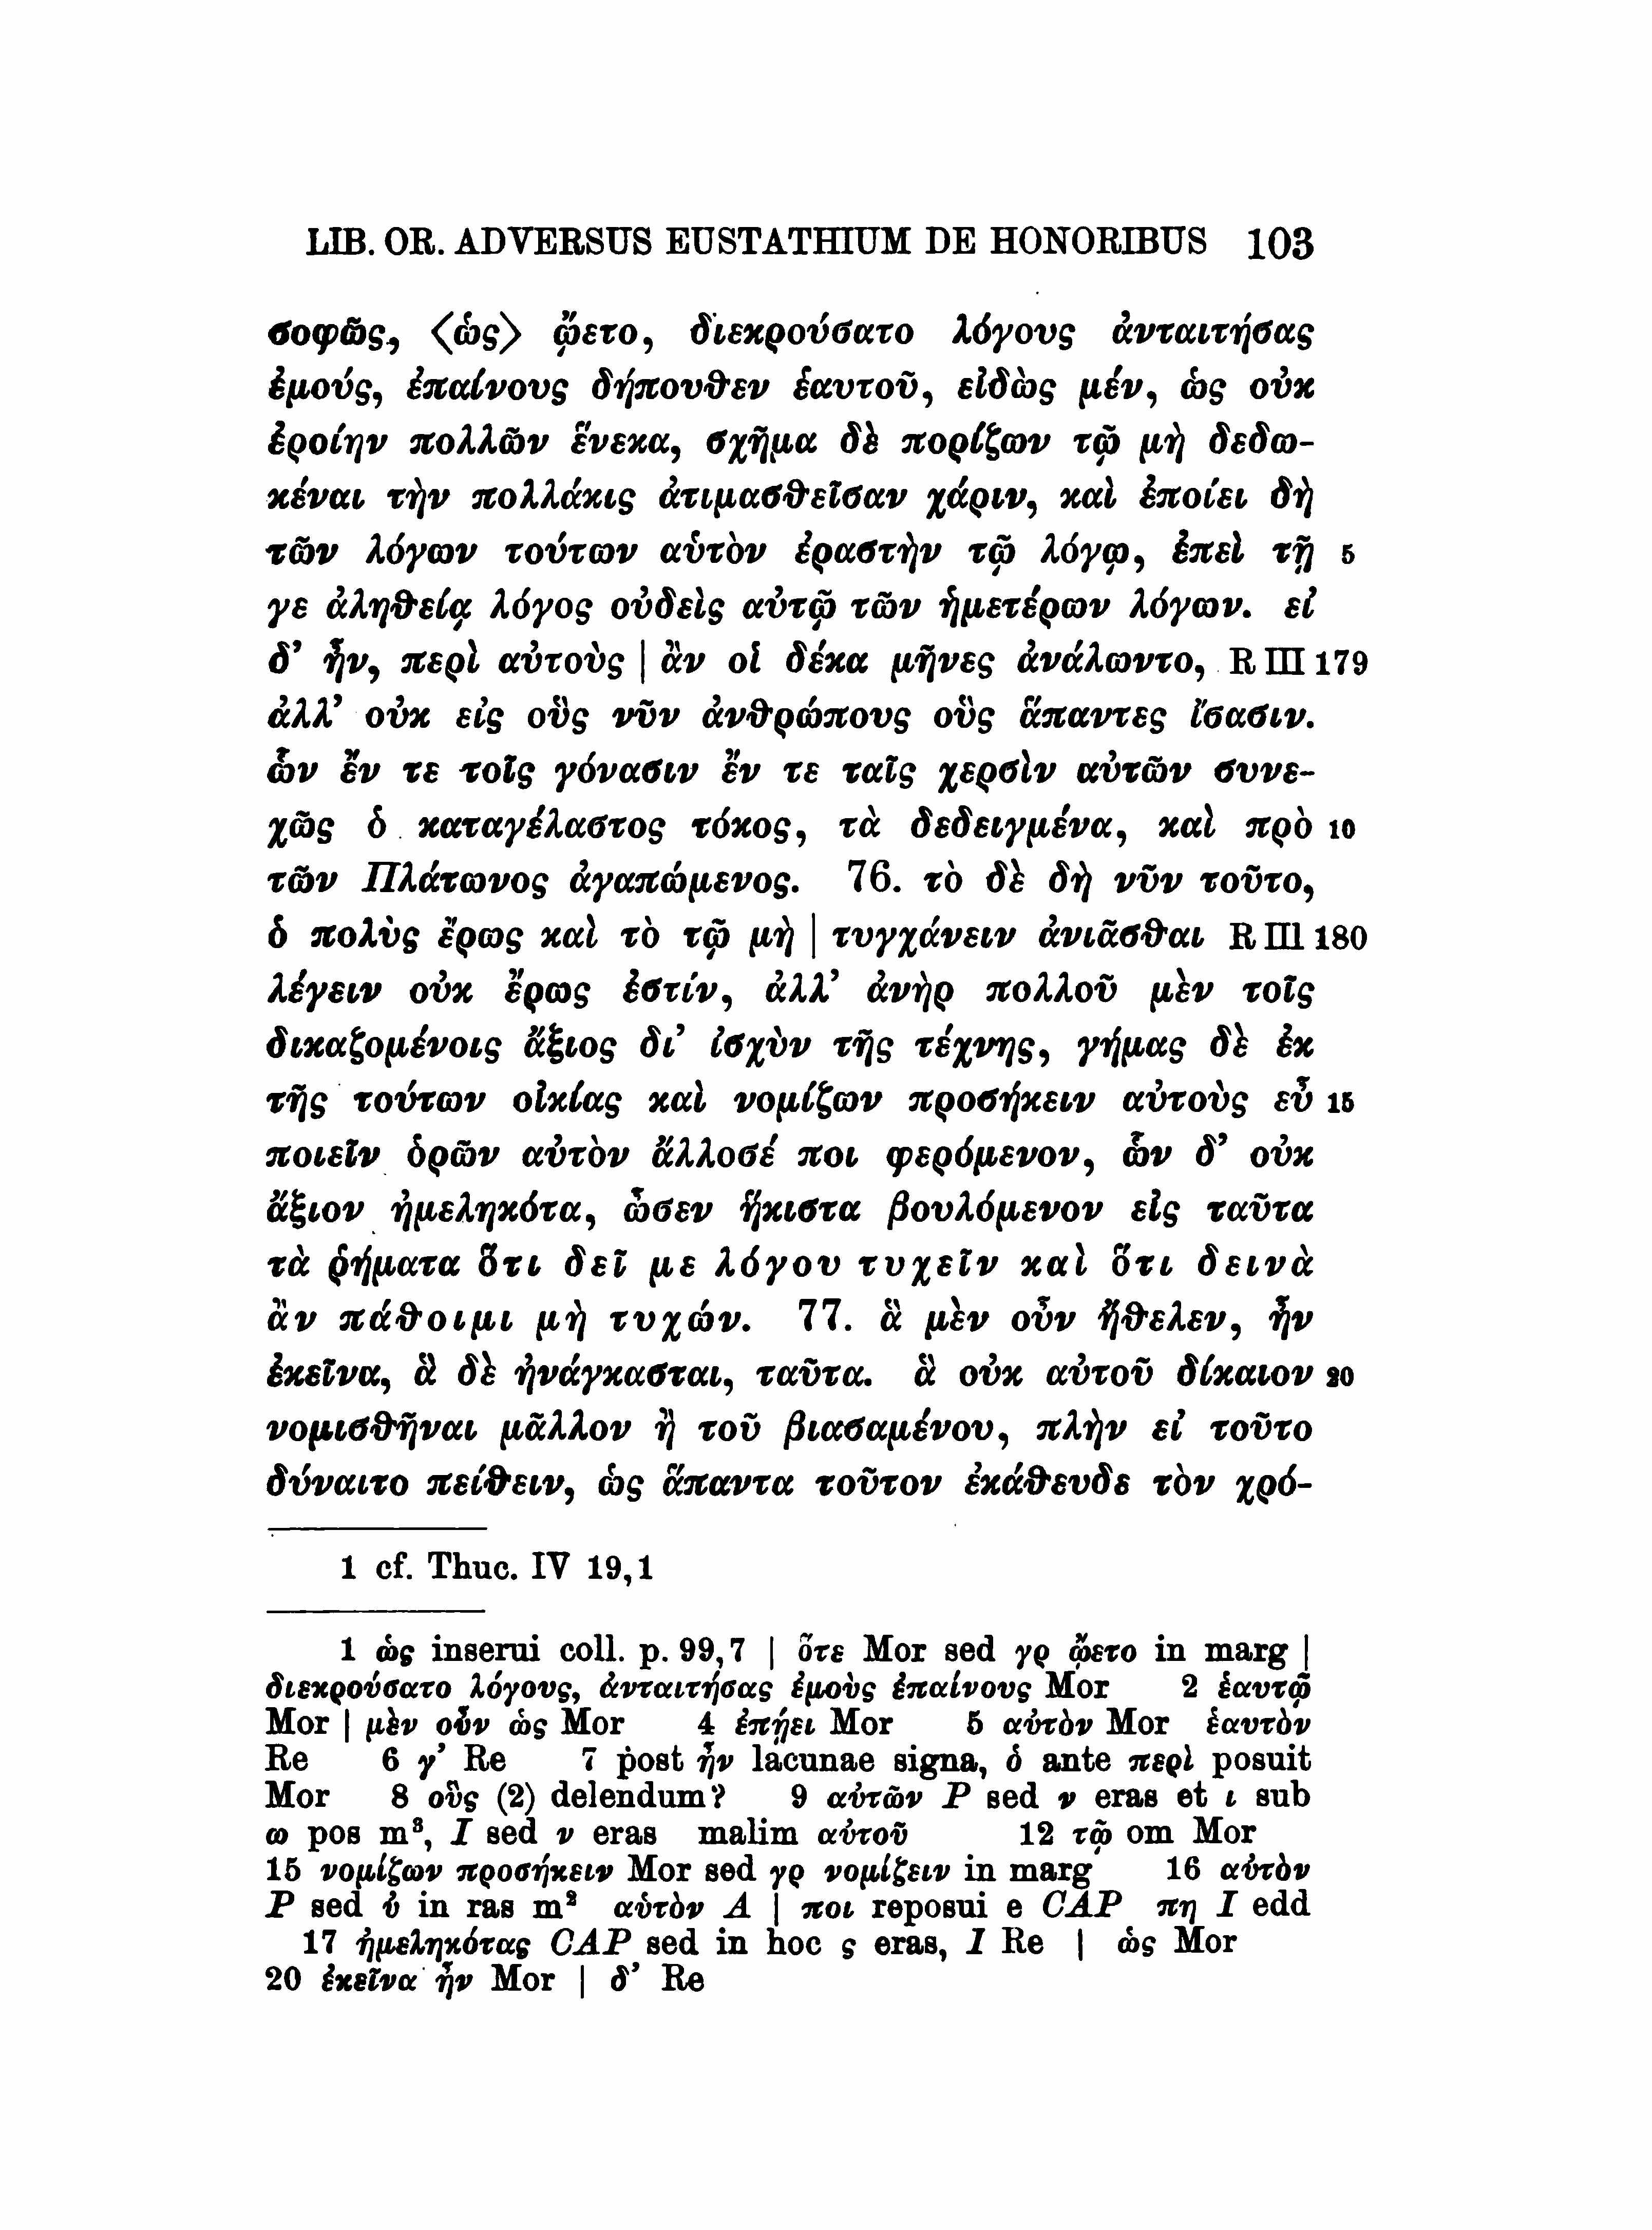 LIB. OR. ADVERSUS EUSTATHIUM DE HONORIBUS 103
σοφῶς, ⟨ὡς⟩ ᾤετο, διεκρούσατο λόγους ἀνταιτήσας
ἐμούς, ἐπαίνους δήπουθεν ἑαυτοῦ, εἰδὼς μέν, ὡς οὐκ
ἐροίην πολλῶν ἕνεκα, σχῆμα δὲ πορίζων τῷ μὴ δεδω-
κέναι τὴν πολλάκις ἀτιμασθεῖσαν χάριν, καὶ ἐποίει δὴ
τῶν λόγων τούτων αὑτὸν ἐραστὴν τῷ λόγῳ, ἐπεὶ τῇ 5
γε ἀληθείᾳ λόγος οὐδεὶς αὐτῷ τῶν ἡμετέρων λόγων. εἰ
δ’ ἦν, περὶ αὐτοὺς | ἂν οἱ δέκα μῆνες ἀνάλωντο, R III 179
ἀλλ’ οὐκ εἰς οὓς νῦν ἀνθρώπους οὓς ἅπαντες ἴσασιν.
ὧν ἔν τε τοῖς γόνασιν ἔν τε ταῖς χερσὶν αὐτῶν συνε-
χῶς ὁ καταγέλαστος τόκος, τὰ δεδειγμένα, καὶ πρὸ 10
τῶν Πλάτωνος ἀγαπώμενος. 76. τὸ δὲ δὴ νῦν τοῦτο,
ὁ πολὺς ἔρως καὶ τὸ τῷ μὴ | τυγχάνειν ἀνιᾶσθαι R III 180
λέγειν οὐκ ἔρως ἐστίν, ἀλλ’ ἀνὴρ πολλοῦ μὲν τοῖς
δικαζομένοις ἄξιος δι’ ἰσχὺν τῆς τέχνης, γήμας δὲ ἐκ
τῆς τούτων οἰκίας καὶ νομίζων προσήκειν αὐτοὺς εὖ 15
ποιεῖν ὁρῶν αὐτὸν ἄλλοσέ ποι φερόμενον, ὧν δ’ οὐκ
ἄξιον ἠμεληκότα, ὦσεν ἥκιστα βουλόμενον εἰς ταῦτα
τὰ ῥήματα ὅτι δεῖ με λόγου τυχεῖν καὶ ὅτι δεινὰ
ἂν πάθοιμι μὴ τυχών. 77. ἃ μὲν οὖν ἤθελεν, ἦν
ἐκεῖνα, ἃ δὲ ἠνάγκασται, ταῦτα. ἃ οὐκ αὐτοῦ δίκαιον 20
νομισθῆναι μᾶλλον ἢ τοῦ βιασαμένου, πλὴν εἰ τοῦτο
δύναιτο πείθειν, ὡς ἅπαντα τοῦτον ἐκάθευδε τὸν χρό-
1 cf. Thuc. IV 19,1
1 ὡς inserui coll. p. 99,7 | ὅτε Mor sed γρ ᾤετο in marg |
διεκρούσατο λόγους, ἀνταιτήσας ἐμοὺς ἐπαίνους Mor 2 ἑαυτῷ
Mor | μὲν οὖν ὡς Mor 4 ἐπῄει Mor 5 αὐτὸν Mor ἑαυτὸν
Re 6 γ’ Re 7 post ἦν lacunae signa, ὁ ante περὶ posuit
Mor 8 οὓς (2) delendum? 9 αὐτῶν P sed ν eras et ι sub
ω pos m³, I sed ν eras malim αὐτοῦ 12 τῷ om Mor
15 νομίζων προσήκειν Mor sed γρ νομίζειν in marg 16 αὐτὸν
P sed ὐ in ras m² αὑτὸν A | ποι reposui e CAP πη I edd
17 ἠμεληκότας CAP sed in hoc ς eras, I Re | ὡς Mor
20 ἐκεῖνα ἦν Mor | δ’ Re